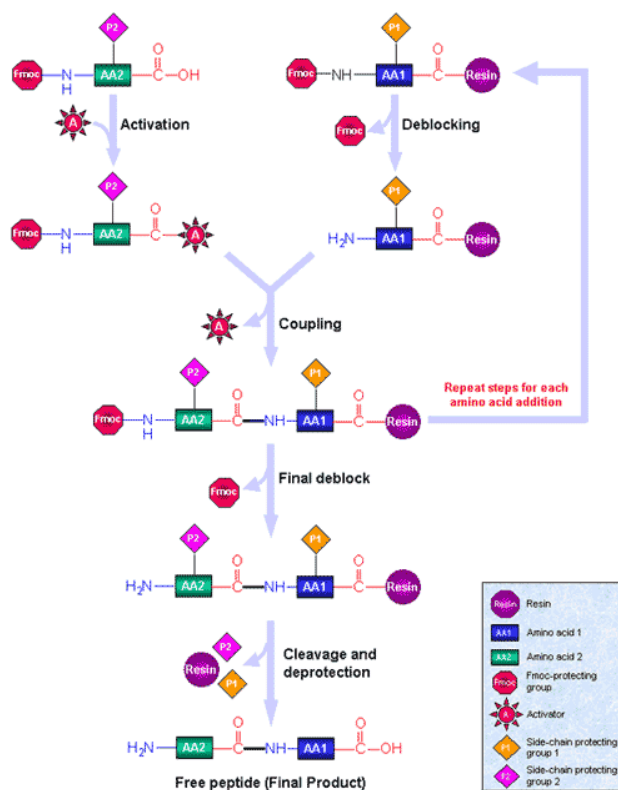 P2
P1
Fmoc
N
H
AA2
O
C
OH
Fmoc
NH
AA1
O
C
Resin
A
Activation
Fmoc
Deblocking
P2
P1
Fmoc
N
H
AA2
O
C
A
H₂N
AA1
O
C
Resin
A
Coupling
P2
P1
Fmoc
N
H
AA2
O
C
NH
AA1
O
C
Resin
Repeat steps for each
amino acid addition
Fmoc
Final deblock
P2
P1
H₂N
AA2
O
C
NH
AA1
O
C
Resin
Resin
P2
P1
Cleavage and
deprotection
H₂N
AA2
O
C
NH
AA1
O
C
OH
Free peptide (Final Product)
Resin Resin
AA1 Amino acid 1
AA2 Amino acid 2
Fmoc Fmoc-protecting
group
A Activator
P1 Side-chain protecting
group 1
P2 Side-chain protecting
group 2